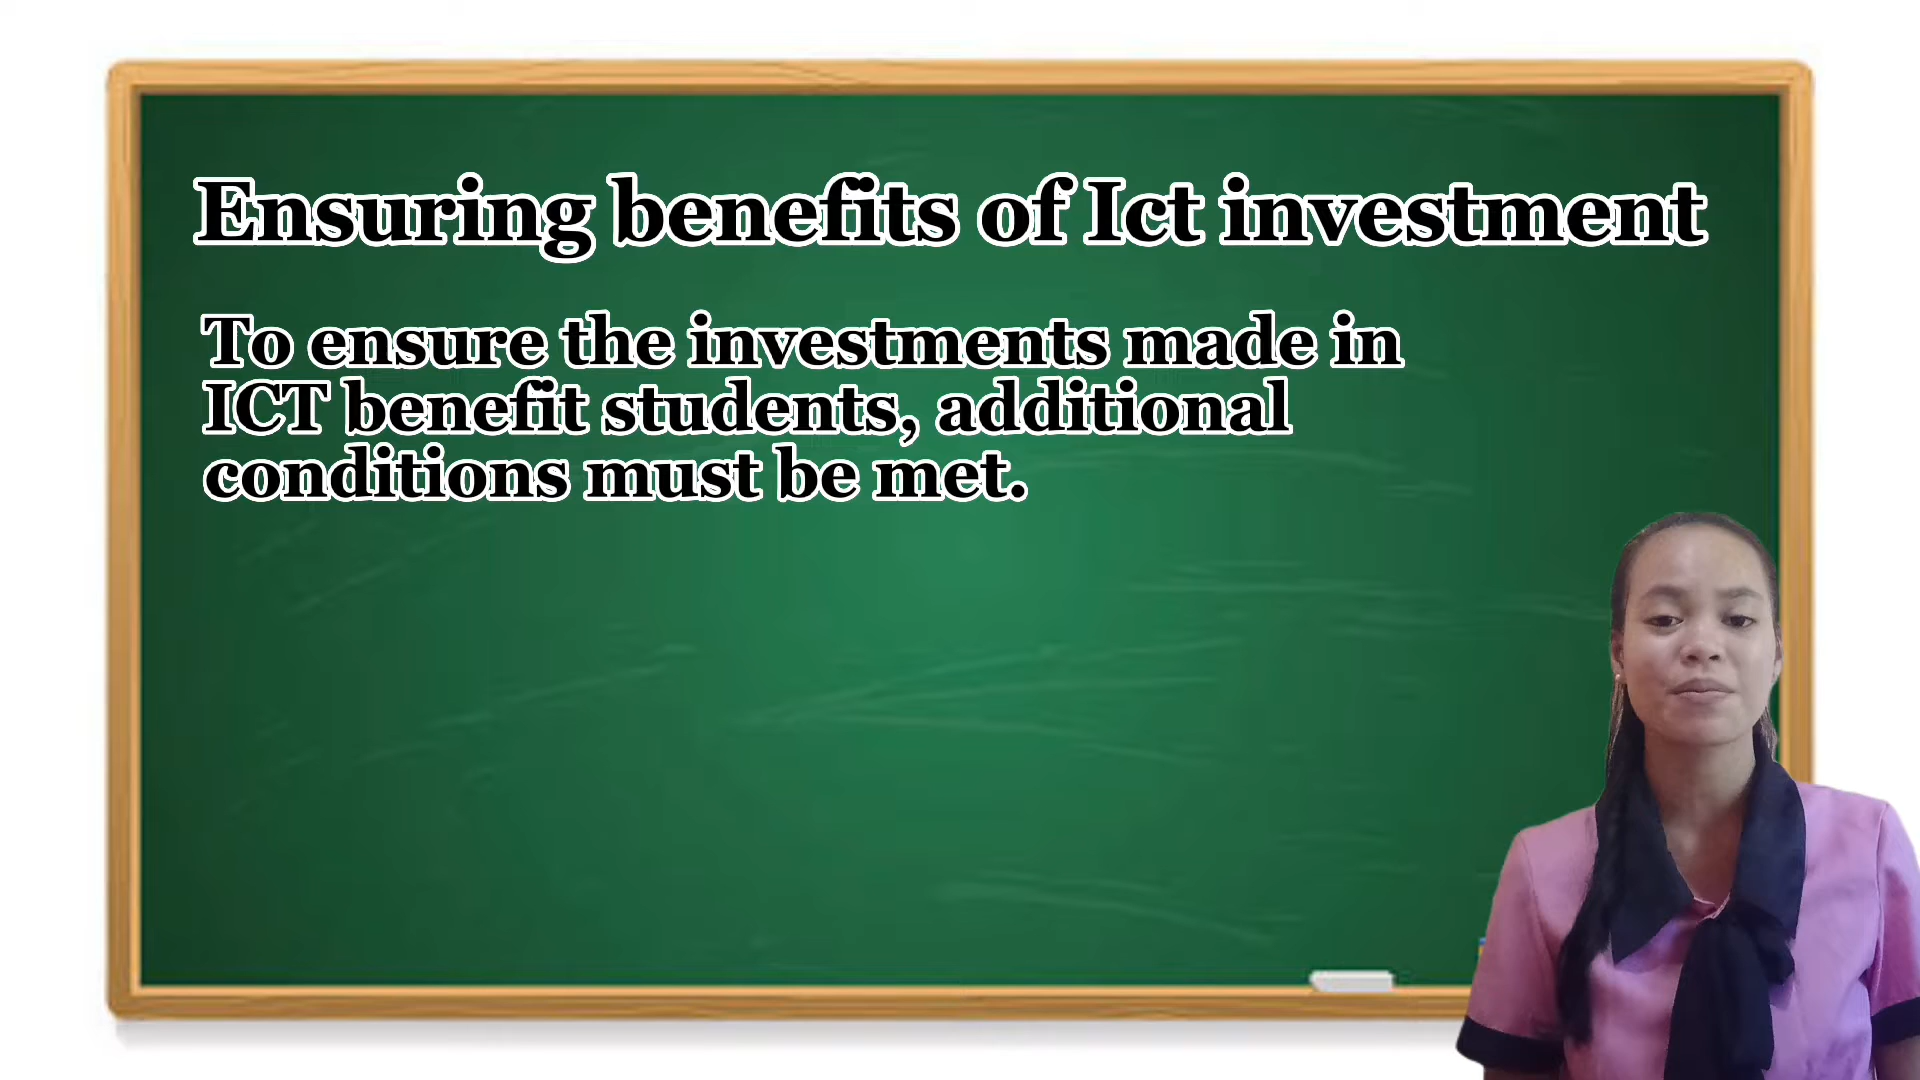 Ensuring benefits of Ict investment
To ensure the investments made in
ICT benefit students, additional
conditions must be met.